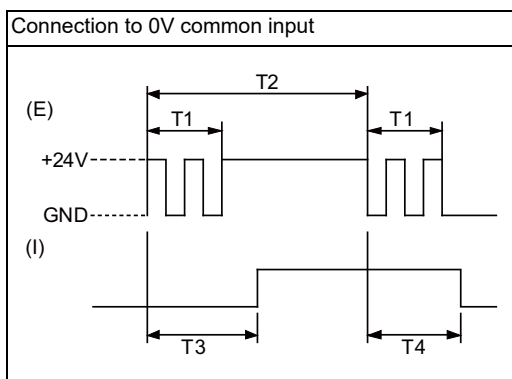 Connection to 0V common input
T2
(E)
T1
T1
+24V
GND
(I)
T3
T4